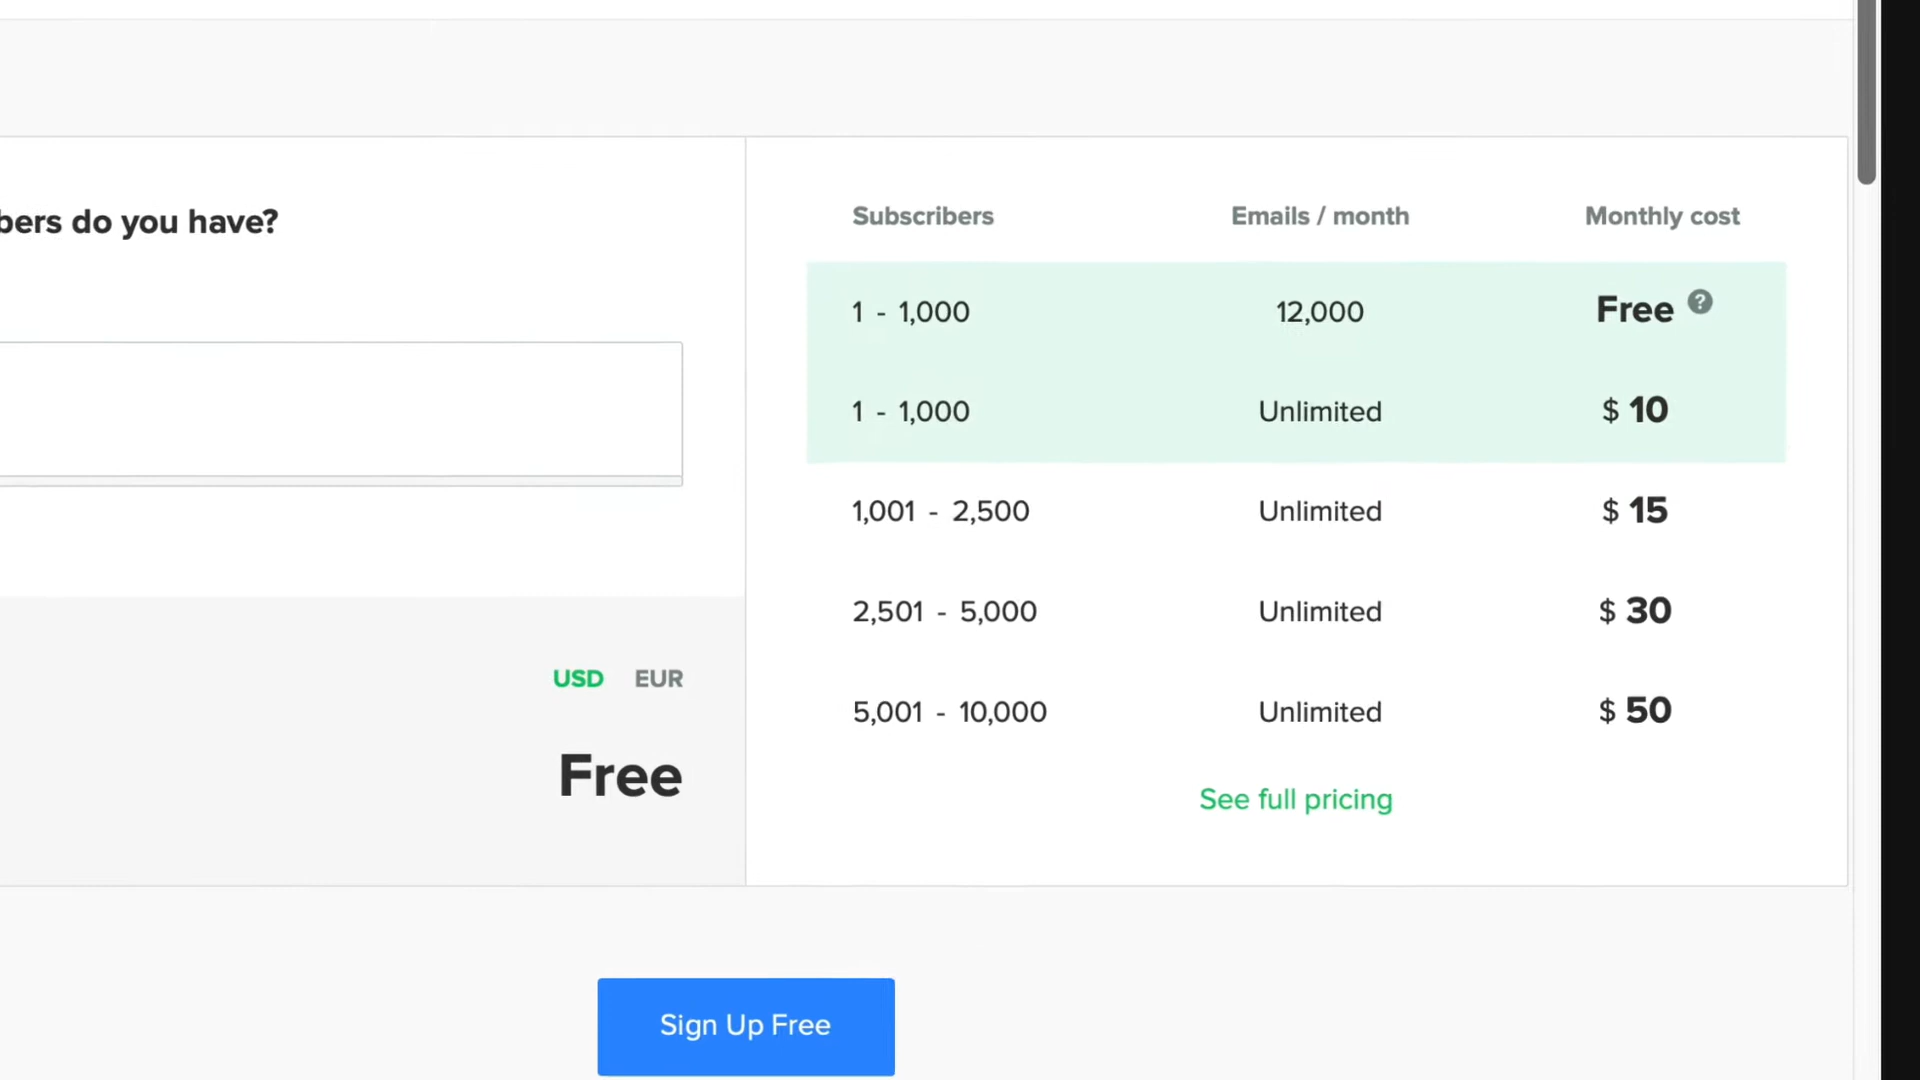 bers do you have?
USD EUR
Free
Subscribers Emails / month Monthly cost
1 - 1,000 12,000 Free ?
1 - 1,000 Unlimited $ 10
1,001 - 2,500 Unlimited $ 15
2,501 - 5,000 Unlimited $ 30
5,001 - 10,000 Unlimited $ 50
See full pricing
Sign Up Free